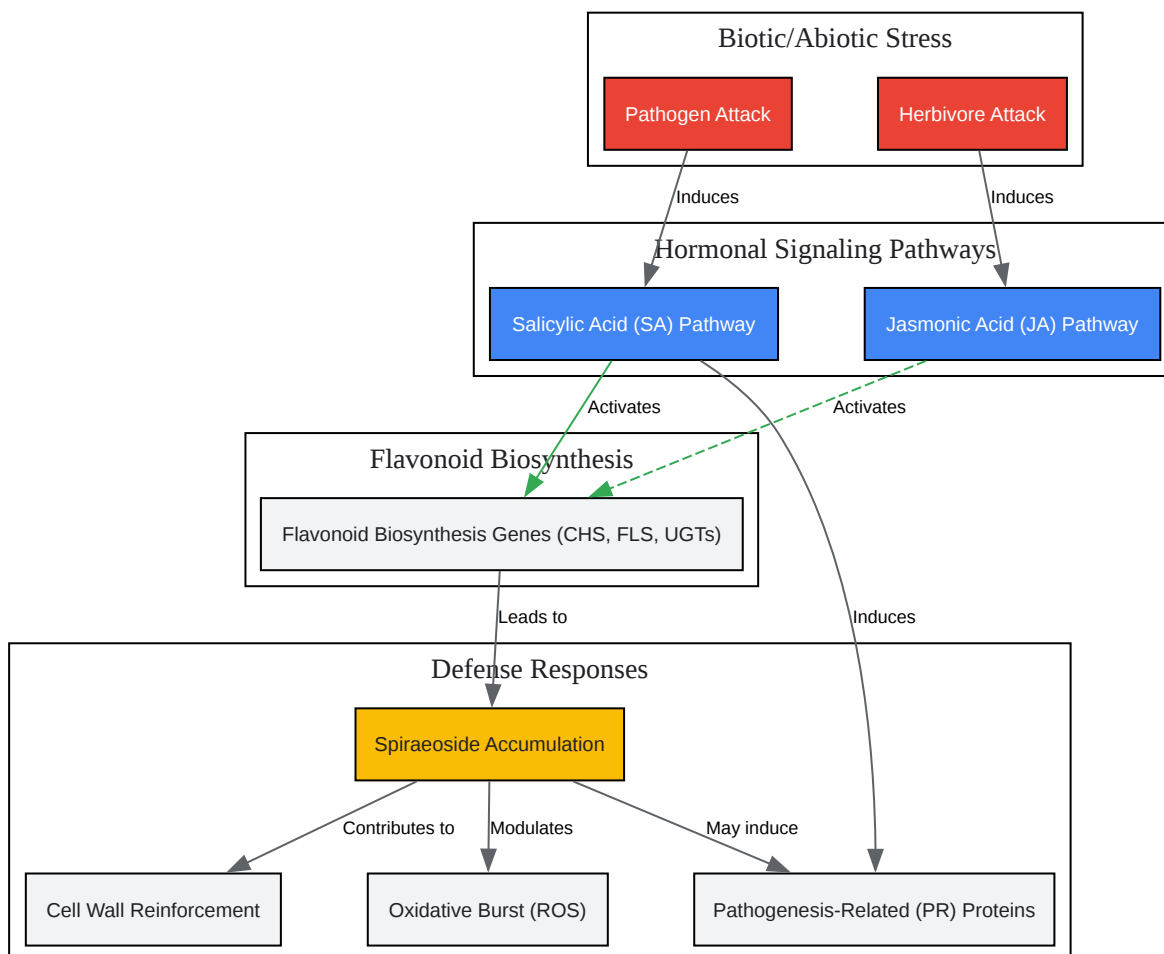 Biotic/Abiotic Stress
Pathogen Attack
Herbivore Attack
Induces
Induces
Hormonal Signaling Pathways
Salicylic Acid (SA) Pathway
Jasmonic Acid (JA) Pathway
Activates
Activates
Flavonoid Biosynthesis
Flavonoid Biosynthesis Genes (CHS, FLS, UGTs)
Leads to
Induces
Defense Responses
Spiraeoside Accumulation
Contributes to
Modulates
May induce
Cell Wall Reinforcement
Oxidative Burst (ROS)
Pathogenesis-Related (PR) Proteins